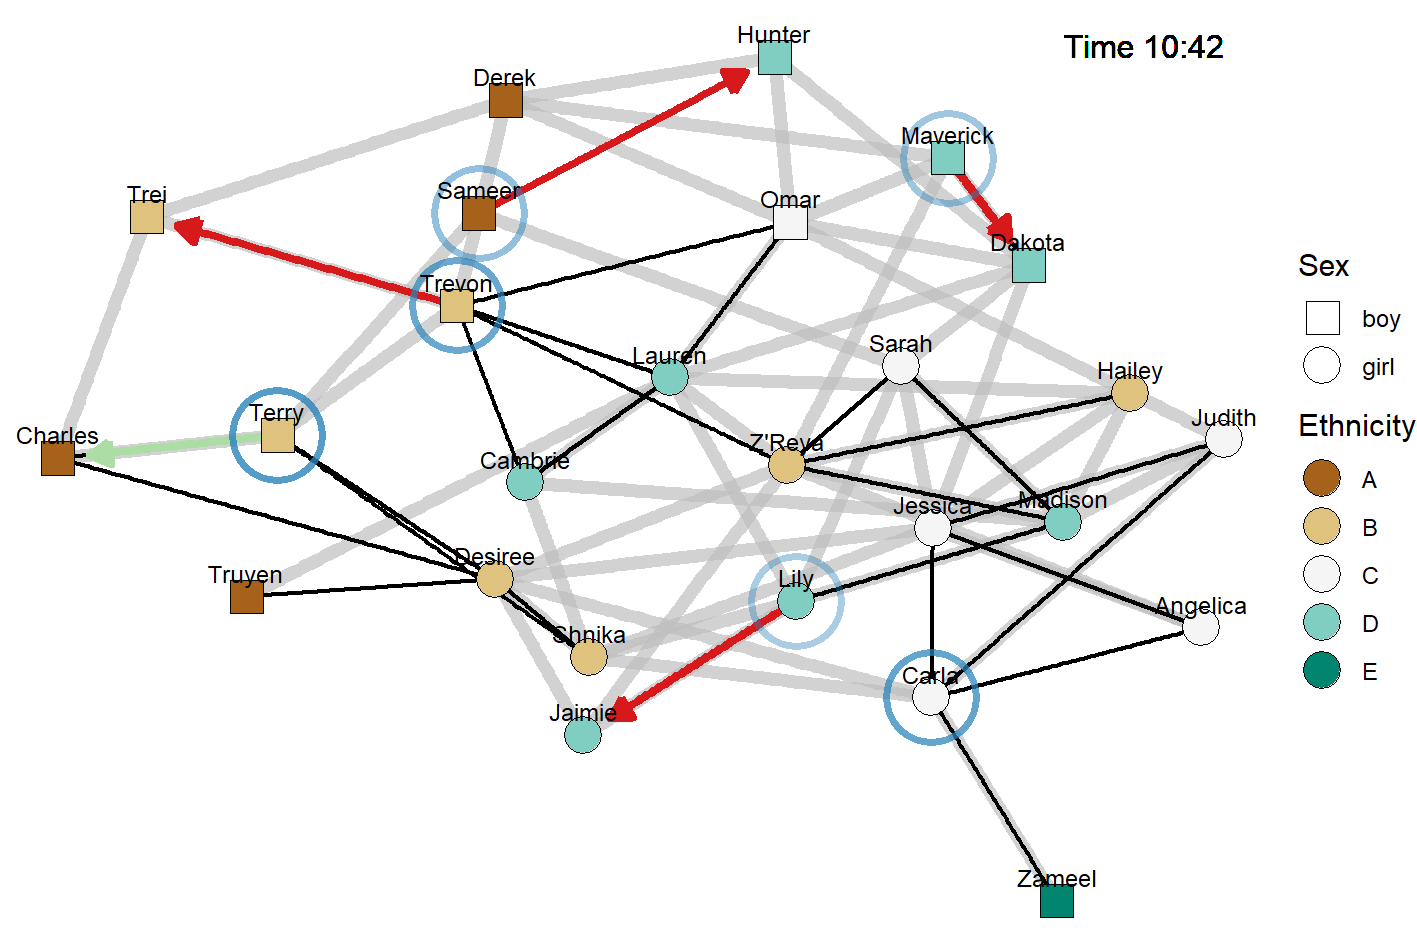 Hunter
Time 10:42
Derek
Maverick
Trei
Sameer
Omar
Dakota
Trevon
Sex
boy
girl
Lauren
Sarah
Hailey
Terry
Judith
Charles
Z'Reya
Ethnicity
Cambrie
A
Jessica
Madison
B
Desiree
Truyen
Lily
C
Angelica
Shnika
D
Carla
E
Jaimie
Zameel